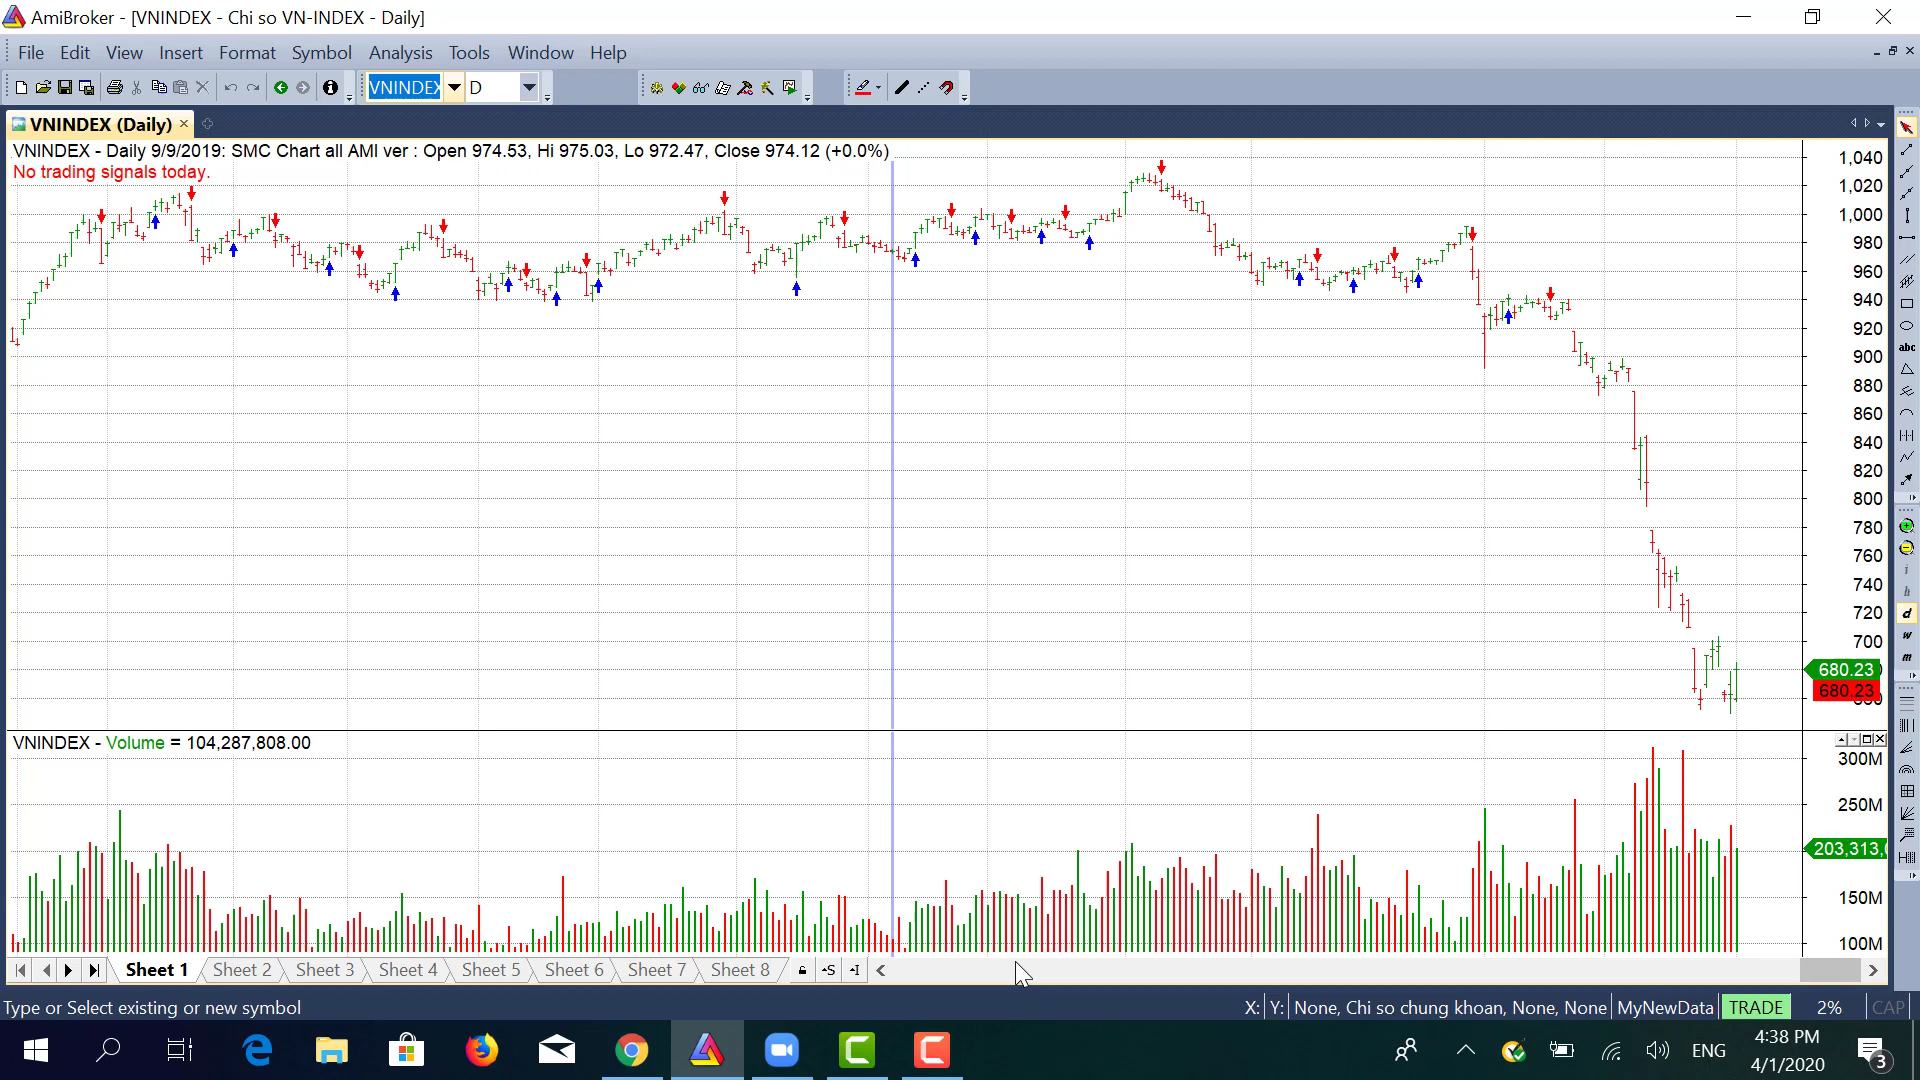 AmiBroker - [VNINDEX - Chi so VN-INDEX - Daily]
File Edit View Insert Format Symbol Analysis Tools Window Help
VNINDEX D
VNINDEX (Daily)
VNINDEX - Daily 9/9/2019: SMC Chart all AMI ver : Open 974.53, Hi 975.03, Lo 972.47, Close 974.12 (+0.0%)
No trading signals today.
1,040
1,020
1,000
980
960
940
920
900
880
860
840
820
800
780
760
740
720
700
680.23
680.23
abc
i
h
d
w
m
VNINDEX - Volume = 104,287,808.00
300M
250M
203,313,
150M
100M
Sheet 1 Sheet 2 Sheet 3 Sheet 4 Sheet 5 Sheet 6 Sheet 7 Sheet 8
Type or Select existing or new symbol
X: Y: None, Chi so chung khoan, None, None MyNewData TRADE 2% CAP
ENG
4:38 PM
4/1/2020
3